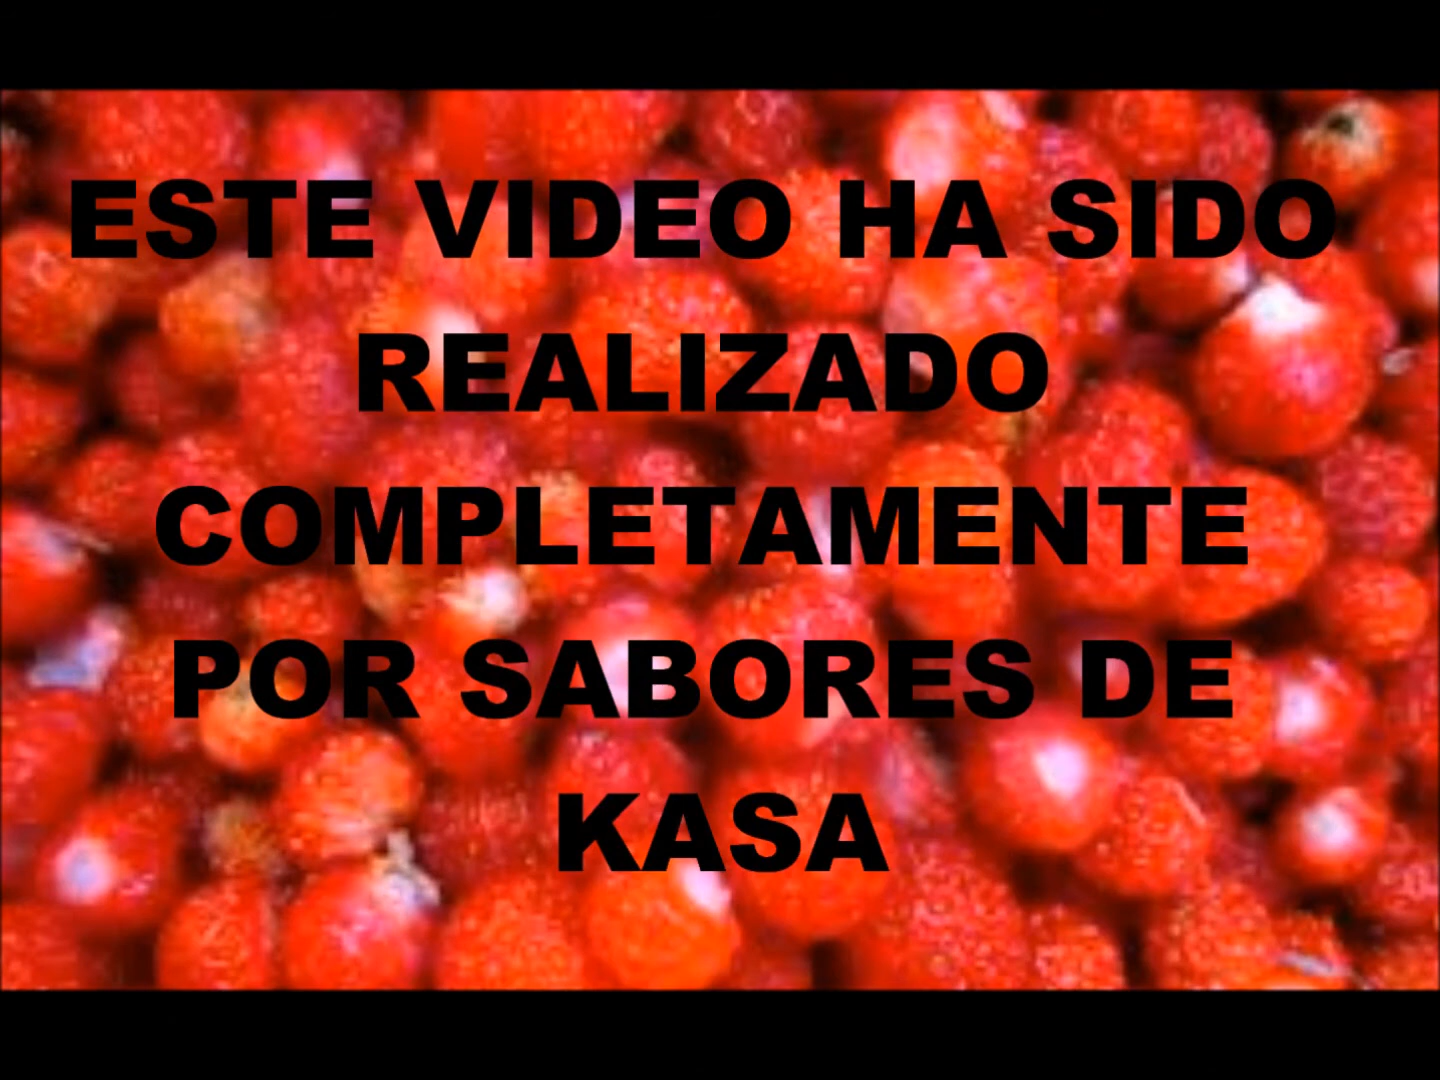 ESTE VIDEO HA SIDO
REALIZADO
COMPLETAMENTE
POR SABORES DE
KASA